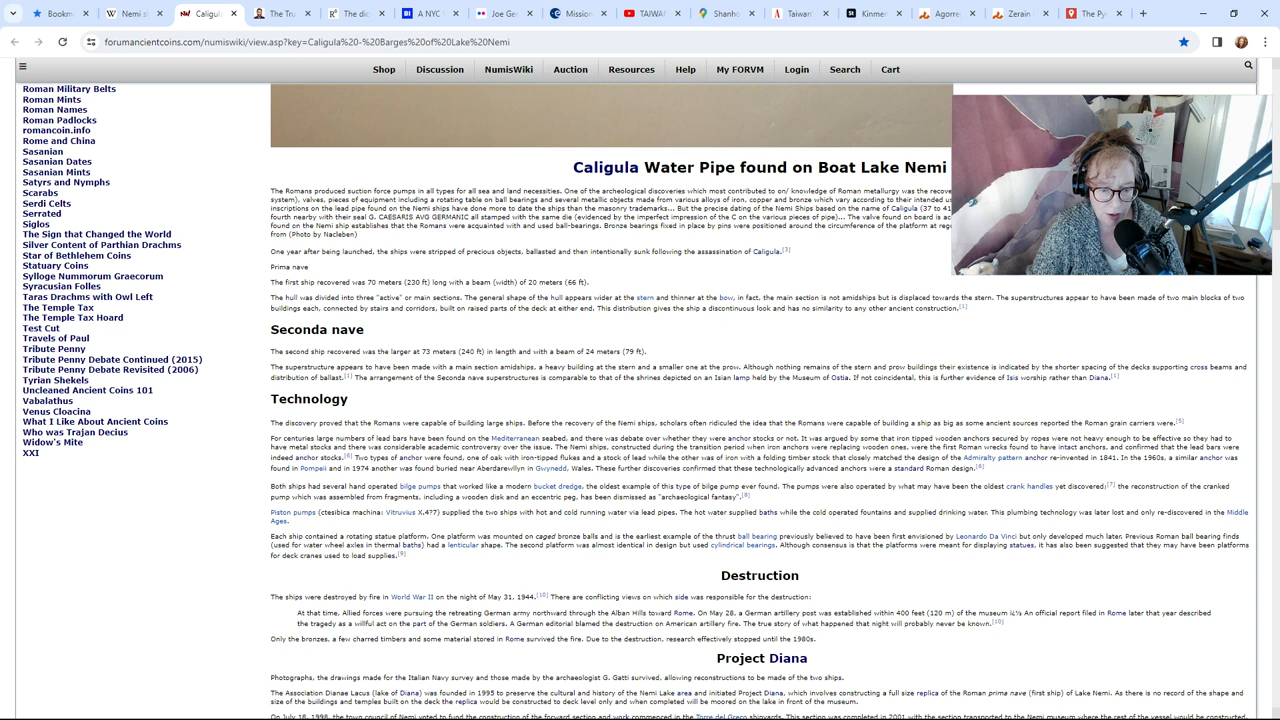 Bookm
Nemi s
Caligula
The Tru
The dic
A NYC
Joe Ge
Mission
TAIWA
Shanho
Taiwan
Kinmer
Agorre
Zerain
The Py
forumancientcoins.com/numiswiki/view.asp?key=Caligula%20-%20Barges%20of%20Lake%20Nemi
Shop Discussion NumisWiki Auction Resources Help My FORVM Login Search Cart
Roman Military Belts
Roman Mints
Roman Names
Roman Padlocks
romancoin.info
Rome and China
Sasanian
Sasanian Dates
Sasanian Mints
Satyrs and Nymphs
Scarabs
Serdi Celts
Serrated
Siglos
The Sign that Changed the World
Silver Content of Parthian Drachms
Star of Bethlehem Coins
Statuary Coins
Sylloge Nummorum Graecorum
Syracusian Folles
Taras Drachms with Owl Left
The Temple Tax
The Temple Tax Hoard
Test Cut
Travels of Paul
Tribute Penny
Tribute Penny Debate Continued (2015)
Tribute Penny Debate Revisited (2006)
Tyrian Shekels
Uncleaned Ancient Coins 101
Vabalathus
Venus Cloacina
What I Like About Ancient Coins
Who was Trajan Decius
Widow's Mite
XXI
Caligula Water Pipe found on Boat Lake Nemi
The Romans produced suction force pumps in all types for all sea and land necessities. One of the archeological discoveries which most contributed to on/ knowledge of Roman metallurgy was the recove
system), valves, pieces of equipment including a rotating table on ball bearings and several metallic objects made from various alloys of iron, copper and bronze which vary according to their intended us
inscriptions on the lead pipe found on the Nemi ships have done more to date the ships than the masonry trademarks... But the precise dating of the Nemi Ships based on the name of Caligula (37 to 41
fourth nearby with their seal G. CAESARIS AVG GERMANIC all stamped with the same die (evidenced by the imperfect impression of the C on the various pieces of pipe)... The valve found on board is ac
found on the Nemi ship establishes that the Romans were acquainted with and used ball-bearings. Bronze bearings fixed in place by pins were positioned around the circumference of the platform at reg
from (Photo by Nacleben)
One year after being launched, the ships were stripped of precious objects, ballasted and then intentionally sunk following the assassination of Caligula.[3]
Prima nave
The first ship recovered was 70 meters (230 ft) long with a beam (width) of 20 meters (66 ft).
The hull was divided into three "active" or main sections. The general shape of the hull appears wider at the stern and thinner at the bow, in fact, the main section is not amidships but is displaced towards the stern. The superstructures appear to have been made of two main blocks of two
buildings each, connected by stairs and corridors, built on raised parts of the deck at either end. This distribution gives the ship a discontinuous look and has no similarity to any other ancient construction.[1]
Seconda nave
The second ship recovered was the larger at 73 meters (240 ft) in length and with a beam of 24 meters (79 ft).
The superstructure appears to have been made with a main section amidships, a heavy building at the stern and a smaller one at the prow. Although nothing remains of the stern and prow buildings their existence is indicated by the shorter spacing of the decks supporting cross beams and
distribution of ballast.[1] The arrangement of the Seconda nave superstructures is comparable to that of the shrines depicted on an Isian lamp held by the Museum of Ostia. If not coincidental, this is further evidence of Isis worship rather than Diana.[1]
Technology
The discovery proved that the Romans were capable of building large ships. Before the recovery of the Nemi ships, scholars often ridiculed the idea that the Romans were capable of building a ship as big as some ancient sources reported the Roman grain carriers were.[5]
For centuries large numbers of lead bars have been found on the Mediterranean seabed, and there was debate over whether they were anchor stocks or not. It was argued by some that iron tipped wooden anchors secured by ropes were not heavy enough to be effective so they had to
have metal stocks and there was considerable academic controversy over the issue. The Nemi ships, constructed during the transition period when iron anchors were replacing wooden ones, were the first Roman wrecks found to have intact anchors, and confirmed that the lead bars were
indeed anchor stocks.[6] Two types of anchor were found, one of oak with iron-tipped flukes and a stock of lead while the other was of iron with a folding timber stock that closely matched the design of the Admiralty pattern anchor re-invented in 1841. In the 1960s, a similar anchor was
found in Pompeii and in 1974 another was found buried near Aberdarewllyn in Gwynedd, Wales. These further discoveries confirmed that these technologically advanced anchors were a standard Roman design.[6]
Both ships had several hand operated bilge pumps that worked like a modern bucket dredge, the oldest example of this type of bilge pump ever found. The pumps were also operated by what may have been the oldest crank handles yet discovered;[7] the reconstruction of the cranked
pump which was assembled from fragments, including a wooden disk and an eccentric peg, has been dismissed as "archaeological fantasy".[8]
Piston pumps (ctesibica machina: Vitruvius X.4?7) supplied the two ships with hot and cold running water via lead pipes. The hot water supplied baths while the cold operated fountains and supplied drinking water. This plumbing technology was later lost and only re-discovered in the Middle
Ages.
Each ship contained a rotating statue platform. One platform was mounted on caged bronze balls and is the earliest example of the thrust ball bearing previously believed to have been first envisioned by Leonardo Da Vinci but only developed much later. Previous Roman ball bearing finds
(used for water wheel axles in thermal baths) had a lenticular shape. The second platform was almost identical in design but used cylindrical bearings. Although consensus is that the platforms were meant for displaying statues, it has also been suggested that they may have been platforms
for deck cranes used to load supplies.[9]
Destruction
The ships were destroyed by fire in World War II on the night of May 31, 1944.[10] There are conflicting views on which side was responsible for the destruction:
At that time, Allied forces were pursuing the retreating German army northward through the Alban Hills toward Rome. On May 28, a German artillery post was established within 400 feet (120 m) of the museum ï¿½ An official report filed in Rome later that year described
the tragedy as a willful act on the part of the German soldiers. A German editorial blamed the destruction on American artillery fire. The true story of what happened that night will probably never be known.[10]
Only the bronzes, a few charred timbers and some material stored in Rome survived the fire. Due to the destruction, research effectively stopped until the 1980s.
Project Diana
Photographs, the drawings made for the Italian Navy survey and those made by the archaeologist G. Gatti survived, allowing reconstructions to be made of the two ships.
The Association Dianae Lacus (lake of Diana) was founded in 1995 to preserve the cultural and history of the Nemi Lake area and initiated Project Diana, which involves constructing a full size replica of the Roman prima nave (first ship) of Lake Nemi. As there is no record of the shape and
size of the buildings and temples built on the deck the replica would be constructed to deck level only and when completed will be moored on the lake in front of the museum.
On July 18, 1998, the town council of Nemi voted to fund the construction of the forward section and work commenced in the Torre del Greco shipyards. This section was completed in 2001 with the section transported to the Nemi museum where the rest of the vessel would be constructed